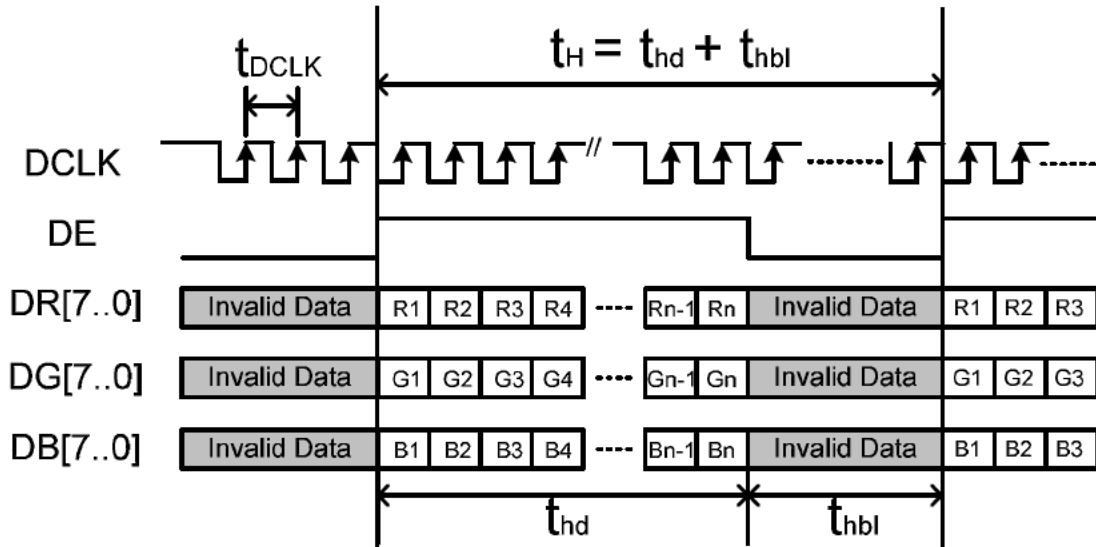 tDCLK
tH = thd + thbl
DCLK //
DE
DR[7..0] Invalid Data R1 R2 R3 R4 Rn-1 Rn Invalid Data R1 R2 R3
DG[7..0] Invalid Data G1 G2 G3 G4 Gn-1 Gn Invalid Data G1 G2 G3
DB[7..0] Invalid Data B1 B2 B3 B4 Bn-1 Bn Invalid Data B1 B2 B3
thd thbl